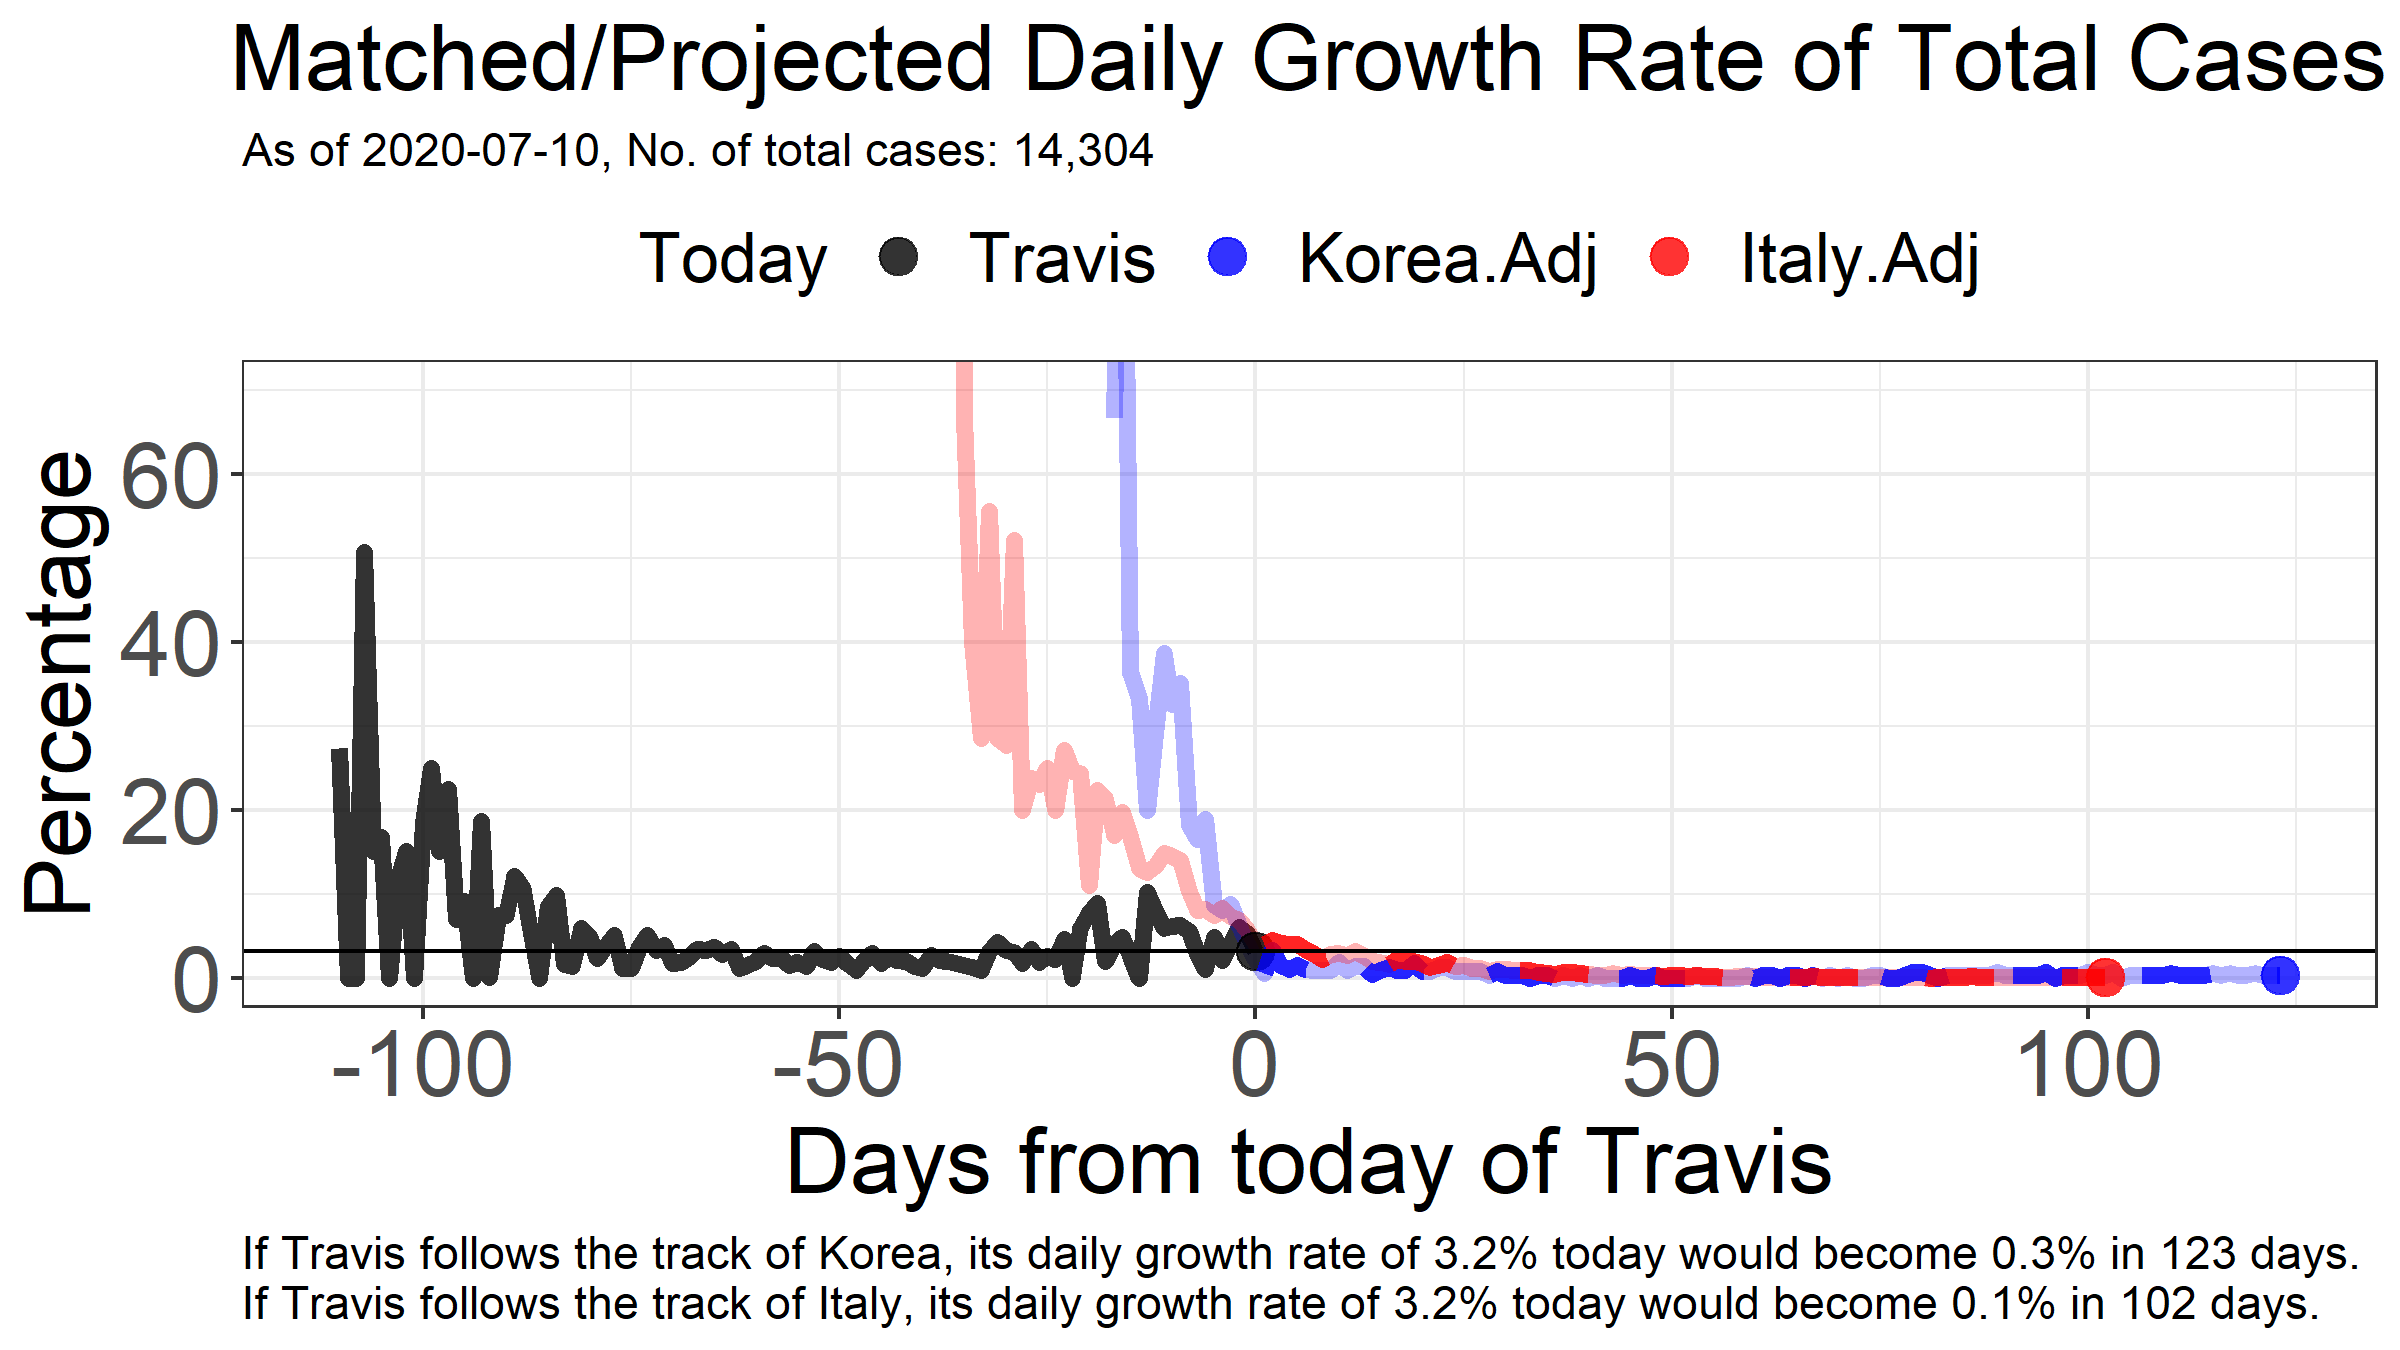 Matched/Projected Daily Growth Rate of Total Cases
As of 2020-07-10, No. of total cases: 14,304
Today Travis Korea.Adj Italy.Adj
Percentage
60
40
20
0
-100 -50 0 50 100
Days from today of Travis
If Travis follows the track of Korea, its daily growth rate of 3.2% today would become 0.3% in 123 days.
If Travis follows the track of Italy, its daily growth rate of 3.2% today would become 0.1% in 102 days.